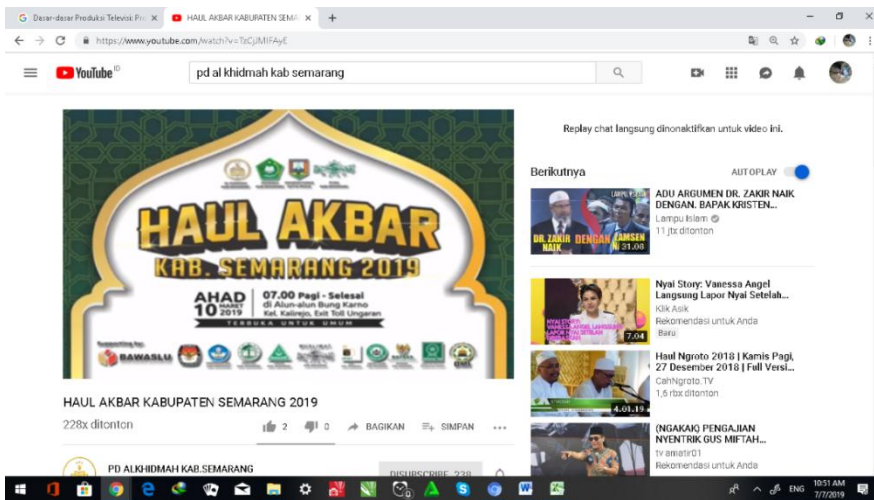 Dasar-dasar Produksi Televisi: Pro
HAUL AKBAR KABUPATEN SEMA
https://www.youtube.com/watch?v=TzCjJMIFAyE
YouTube ID
pd al khidmah kab semarang
HAUL AKBAR
KAB. SEMARANG 2019
AHAD
10 MARET 2019
07.00 Pagi - Selesai
di Alun-alun Bung Karno
Kel. Kalirejo, Exit Toll Ungaran
TERBUKA UNTUK UMUM
Supporting by:
BAWASLU
HAUL AKBAR KABUPATEN SEMARANG 2019
228x ditonton
2
0
BAGIKAN
SIMPAN
PD ALKHIDMAH KAB.SEMARANG
DISUBSCRIBE 238
Replay chat langsung dinonaktifkan untuk video ini.
Berikutnya
AUTOPLAY
DR. ZAKIR NAIK
DENGAN
31.08
ADU ARGUMEN DR. ZAKIR NAIK
DENGAN. BAPAK KRISTEN...
Lampu Islam
11 jtx ditonton
7.04
Nyai Story: Vanessa Angel
Langsung Lapor Nyai Setelah...
Klik Asik
Rekomendasi untuk Anda
Baru
4.01.19
Haul Ngroto 2018 | Kamis Pagi,
27 Desember 2018 | Full Versi...
CahNgroto.TV
1,6 rbx ditonton
(NGAKAK) PENGAJIAN
NYENTRIK GUS MIFTAH...
tv amatir01
Rekomendasi untuk Anda
ENG
10:51 AM
7/7/2019